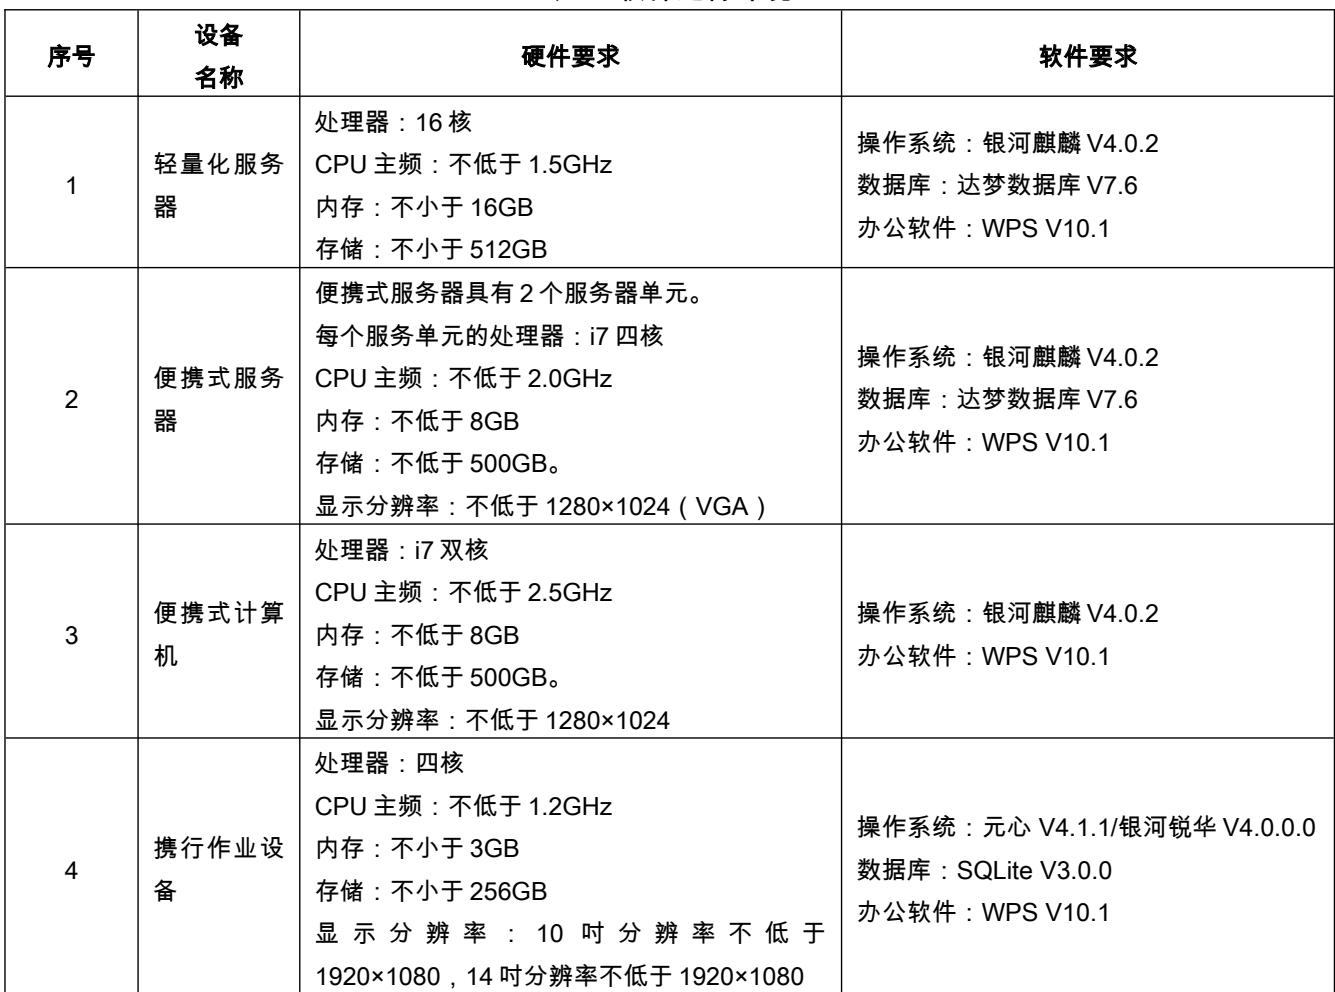 序号
设备
名称
硬件要求
软件要求
1
轻量化服务
器
处理器：16 核
CPU 主频：不低于 1.5GHz
内存：不小于 16GB
存储：不小于 512GB
操作系统：银河麒麟 V4.0.2
数据库：达梦数据库 V7.6
办公软件：WPS V10.1
2
便携式服务
器
便携式服务器具有 2 个服务器单元。
每个服务单元的处理器：i7 四核
CPU 主频：不低于 2.0GHz
内存：不低于 8GB
存储：不低于 500GB。
显示分辨率：不低于 1280×1024（VGA）
操作系统：银河麒麟 V4.0.2
数据库：达梦数据库 V7.6
办公软件：WPS V10.1
3
便携式计算
机
处理器：i7 双核
CPU 主频：不低于 2.5GHz
内存：不低于 8GB
存储：不低于 500GB。
显示分辨率：不低于 1280×1024
操作系统：银河麒麟 V4.0.2
办公软件：WPS V10.1
4
携行作业设
备
处理器：四核
CPU 主频：不低于 1.2GHz
内存：不小于 3GB
存储：不小于 256GB
显示分辨率：10 吋分辨率不低于
1920×1080，14 吋分辨率不低于 1920×1080
操作系统：元心 V4.1.1/银河锐华 V4.0.0.0
数据库：SQLite V3.0.0
办公软件：WPS V10.1